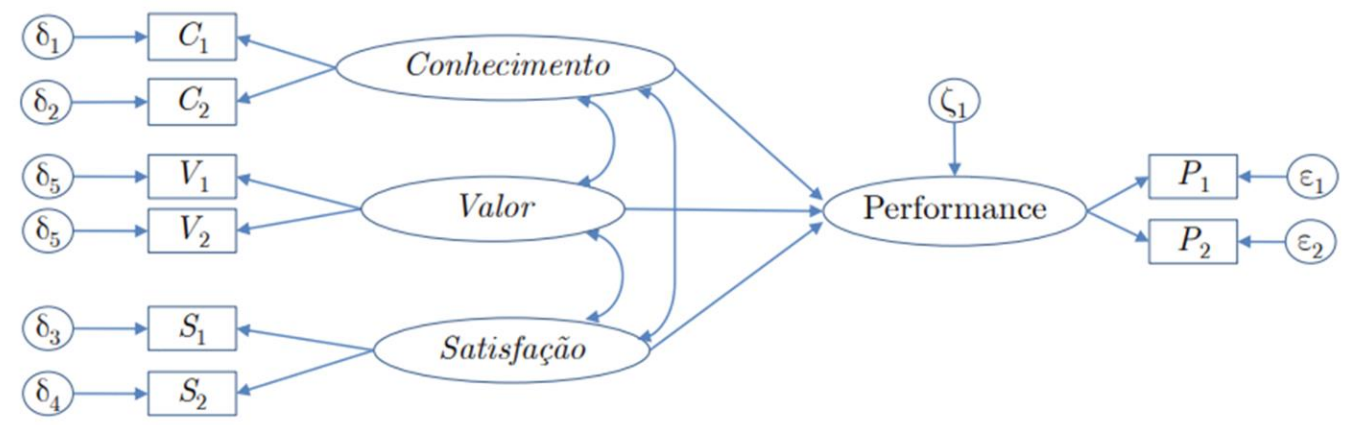 δ1 C1
δ2 C2
Conhecimento
ζ1
δ5 V1
δ5 V2
Valor
Performance
P1 ε1
P2 ε2
δ3 S1
δ4 S2
Satisfação